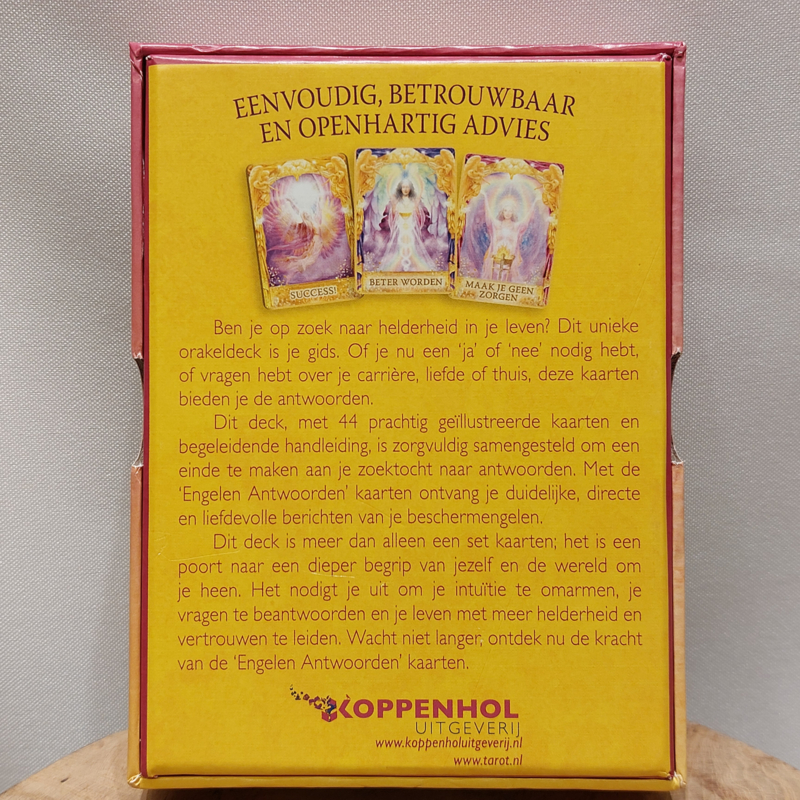 EENVOUDIG, BETROUWBAAR
EN OPENHARTIG ADVIES
SUCCESS!
BETER WORDEN
MAAK JE GEEN
ZORGEN
Ben je op zoek naar helderheid in je leven? Dit unieke
orakeldeck is je gids. Of je nu een ‘ja’ of ‘nee’ nodig hebt,
of vragen hebt over je carrière, liefde of thuis, deze kaarten
bieden je de antwoorden.
Dit deck, met 44 prachtig geïllustreerde kaarten en
begeleidende handleiding, is zorgvuldig samengesteld om een
einde te maken aan je zoektocht naar antwoorden. Met de
‘Engelen Antwoorden’ kaarten ontvang je duidelijke, directe
en liefdevolle berichten van je beschermengelen.
Dit deck is meer dan alleen een set kaarten; het is een
poort naar een dieper begrip van jezelf en de wereld om
je heen. Het nodigt je uit om je intuïtie te omarmen, je
vragen te beantwoorden en je leven met meer helderheid en
vertrouwen te leiden. Wacht niet langer, ontdek nu de kracht
van de ‘Engelen Antwoorden’ kaarten.
KOPPENHOL
UITGEVERIJ
www.koppenholuitgeverij.nl
www.tarot.nl